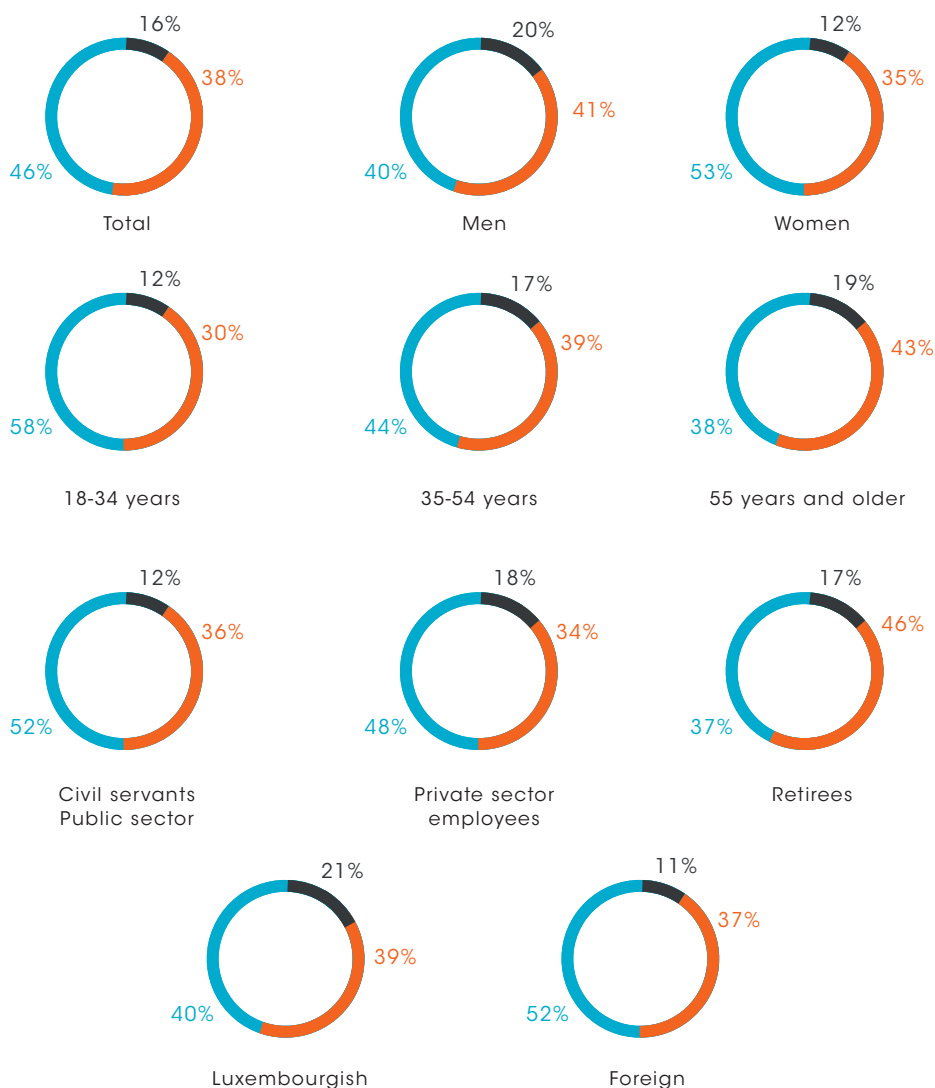 16%
38%
46%
Total
20%
41%
40%
Men
12%
35%
53%
Women
12%
30%
58%
18-34 years
17%
39%
44%
35-54 years
19%
43%
38%
55 years and older
12%
36%
52%
Civil servants
Public sector
18%
34%
48%
Private sector
employees
17%
46%
37%
Retirees
21%
39%
40%
Luxembourgish
11%
37%
52%
Foreign